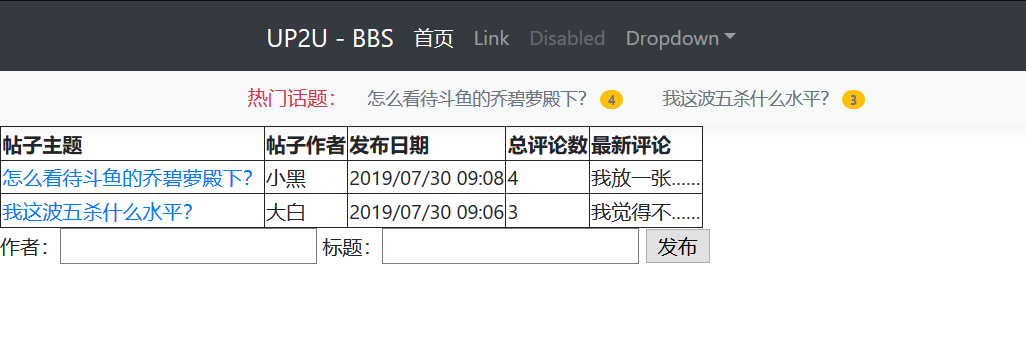 UP2U - BBS 首页 Link Disabled Dropdown
热门话题： 怎么看待斗鱼的乔碧萝殿下？ 4 我这波五杀什么水平？ 3
帖子主题 帖子作者 发布日期 总评论数 最新评论
怎么看待斗鱼的乔碧萝殿下？ 小黑 2019/07/30 09:08 4 我放一张......
我这波五杀什么水平？ 大白 2019/07/30 09:06 3 我觉得不......
作者： 标题： 发布